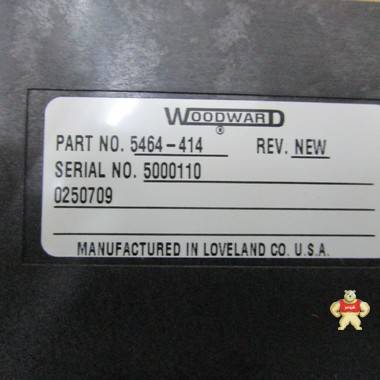 WOODWARD
®
PART NO. 5464-414 REV. NEW
SERIAL NO. 5000110
0250709
MANUFACTURED IN LOVELAND CO. U.S.A.